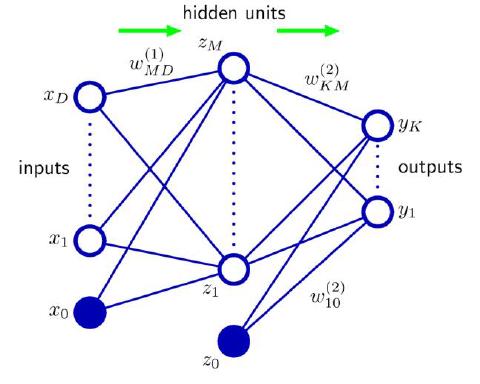 hidden units
z_M
w_{MD}^{(1)}
w_{KM}^{(2)}
x_D
y_K
inputs
outputs
x_1
y_1
z_1
w_{10}^{(2)}
x_0
z_0